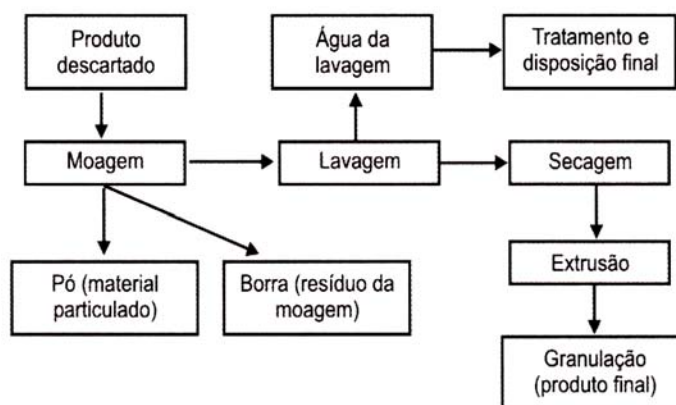 Produto
descartado
Água da
lavagem
Tratamento e
disposição final
Moagem
Lavagem
Secagem
Pó (material
particulado)
Borra (resíduo da
moagem)
Extrusão
Granulação
(produto final)